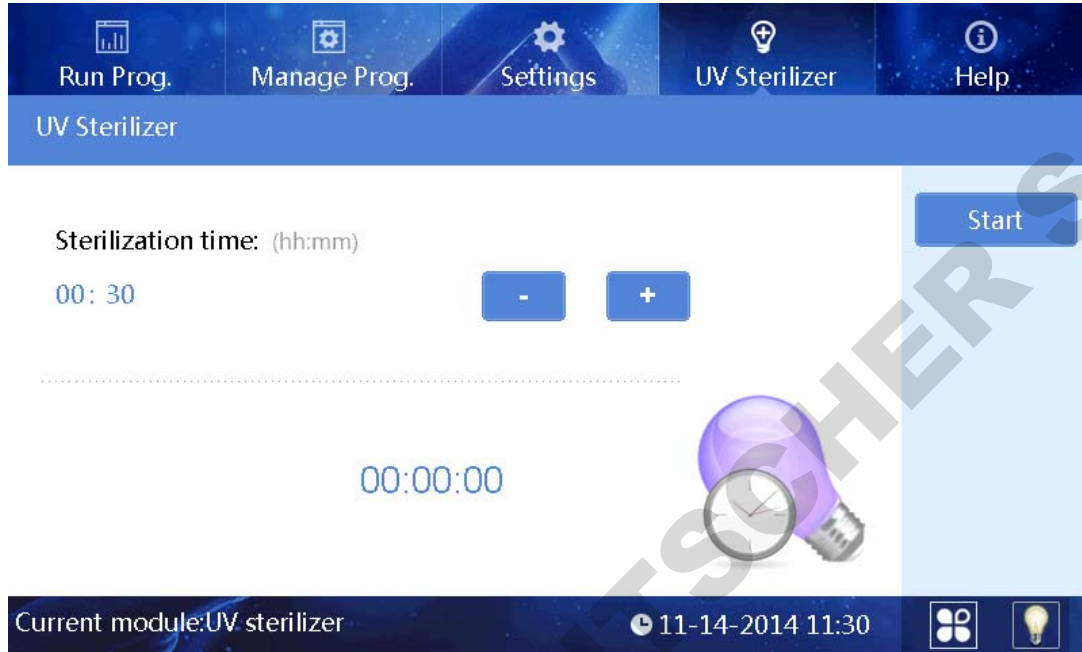 Run Prog. Manage Prog. Settings UV Sterilizer Help
UV Sterilizer
Start
Sterilization time: (hh:mm)
00: 30 - +
00:00:00
Current module:UV sterilizer 11-14-2014 11:30
TSCHER S